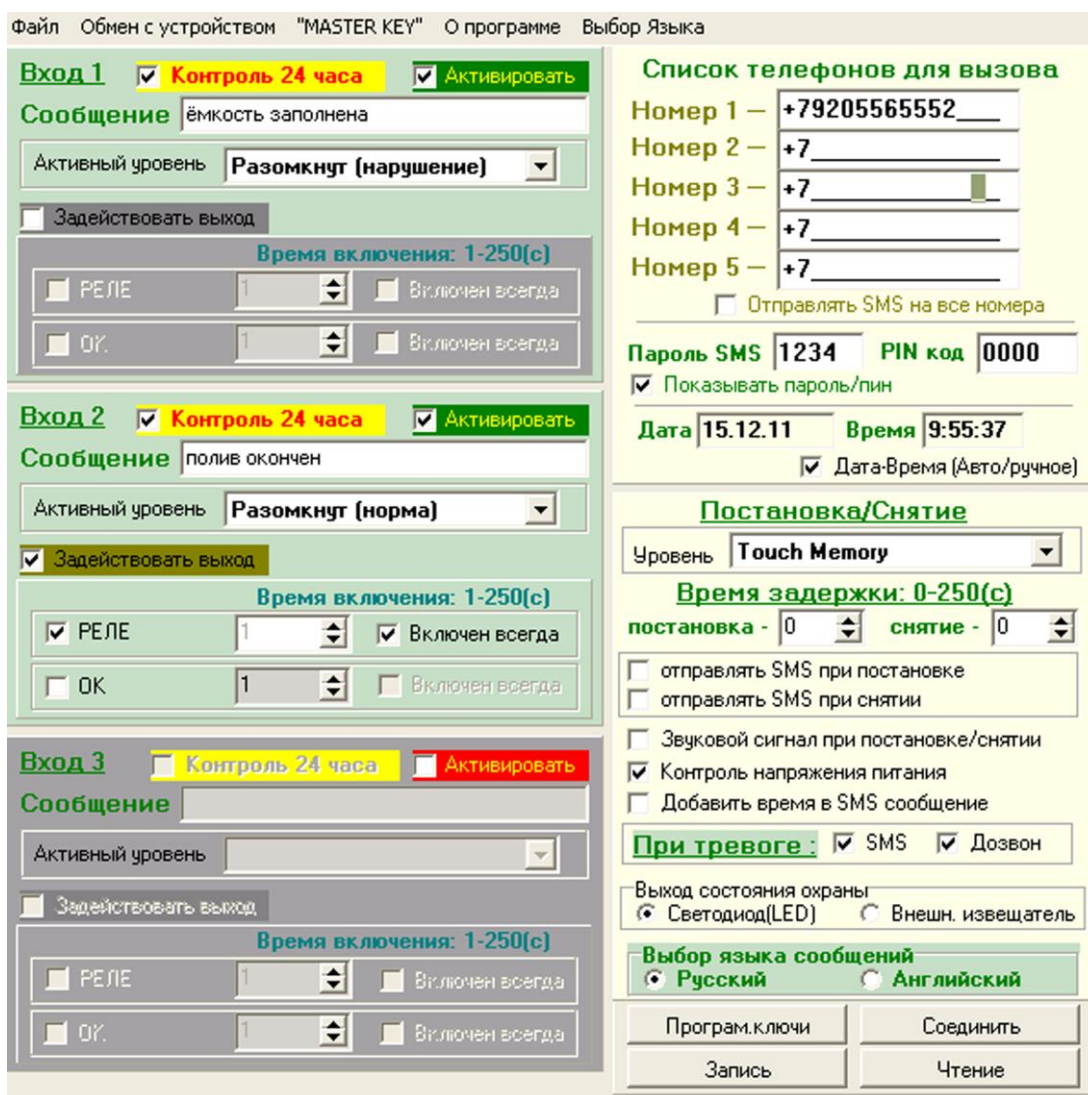 Файл Обмен с устройством "MASTER KEY" О программе Выбор Языка
Вход 1 Контроль 24 часа Активировать
Сообщение ёмкость заполнена
Активный уровень Разомкнут (нарушение)
Задействовать выход
Время включения: 1-250(с)
РЕЛЕ 1 Включен всегда
ОК 1 Включен всегда
Вход 2 Контроль 24 часа Активировать
Сообщение полив окончен
Активный уровень Разомкнут (норма)
Задействовать выход
Время включения: 1-250(с)
РЕЛЕ 1 Включен всегда
ОК 1 Включен всегда
Вход 3 Контроль 24 часа Активировать
Сообщение
Активный уровень
Задействовать выход
Время включения: 1-250(с)
РЕЛЕ 1 Включен всегда
ОК 1 Включен всегда
Список телефонов для вызова
Номер 1 — +79205565552___
Номер 2 — +7_____________
Номер 3 — +7_____________
Номер 4 — +7_____________
Номер 5 — +7_____________
Отправлять SMS на все номера
Пароль SMS 1234 PIN код 0000
Показывать пароль/пин
Дата 15.12.11 Время 9:55:37
Дата-Время (Авто/ручное)
Постановка/Снятие
Уровень Touch Memory
Время задержки: 0-250(с)
постановка - 0 снятие - 0
отправлять SMS при постановке
отправлять SMS при снятии
Звуковой сигнал при постановке/снятии
Контроль напряжения питания
Добавить время в SMS сообщение
При тревоге : SMS Дозвон
Выход состояния охраны
Светодиод(LED) Внешн. извещатель
Выбор языка сообщений
Русский Английский
Програм.ключи Соединить
Запись Чтение